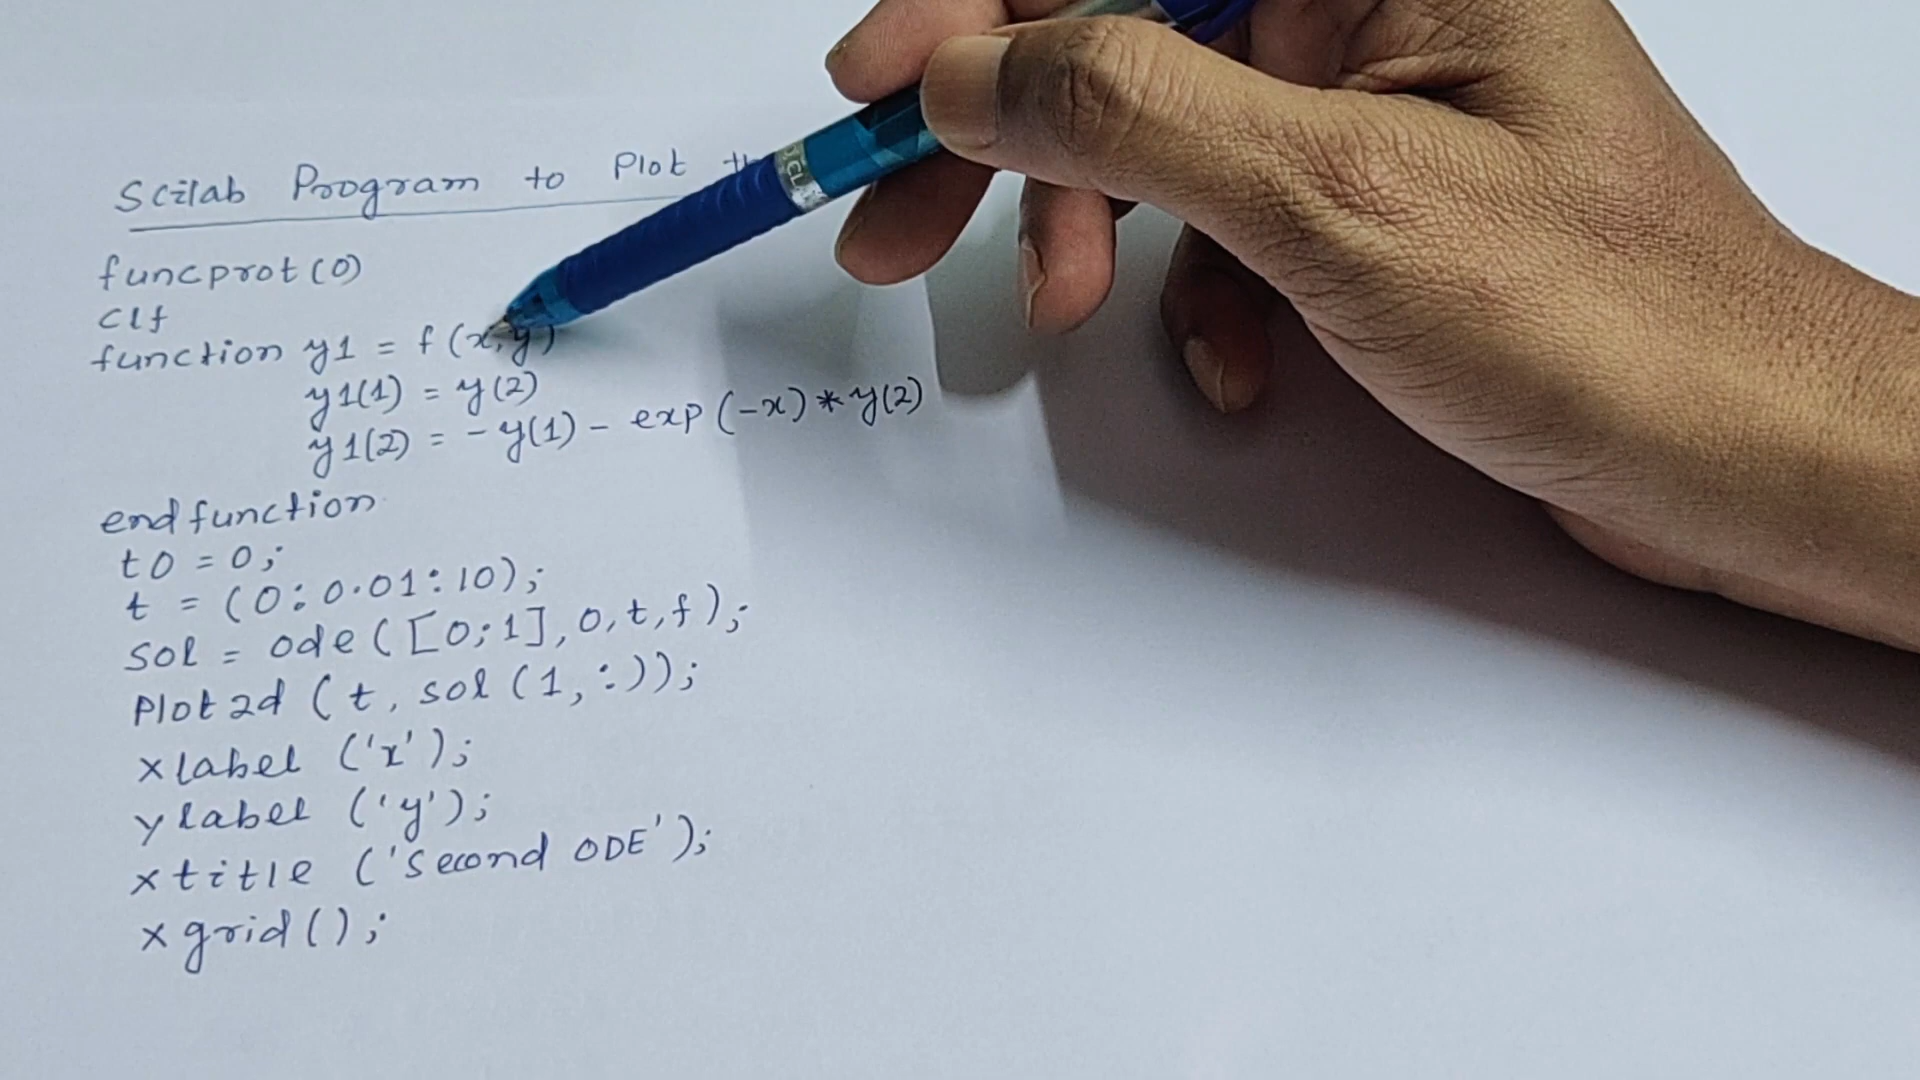 Scilab Program to Plot
funcprot(0)
clf
function y1 = f(x,y)
y1(1) = y(2)
y1(2) = -y(1) - exp(-x)*y(2)
endfunction
t0 = 0;
t = (0:0.01:10);
sol = ode([0;1],0,t,f);
Plot2d (t, sol(1,:));
xlabel ('x');
ylabel ('y');
xtitle ('Second ODE');
xgrid();